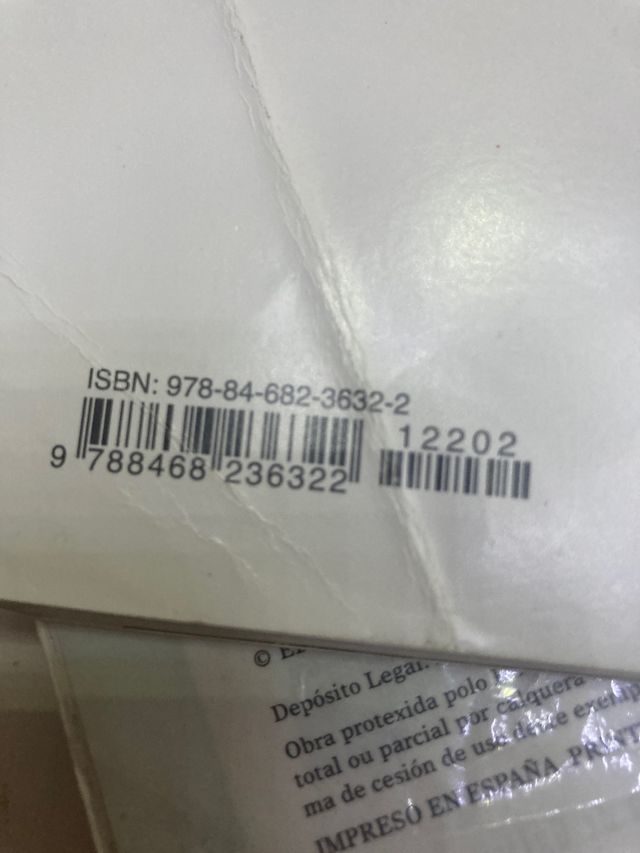 ISBN: 978-84-682-3632-2
12202
9 788468 236322
©
Depósito Legal:
Obra protexida polo
total ou parcial por calquera
ma de cesión de uso deste
IMPRESO EN ESPAÑA